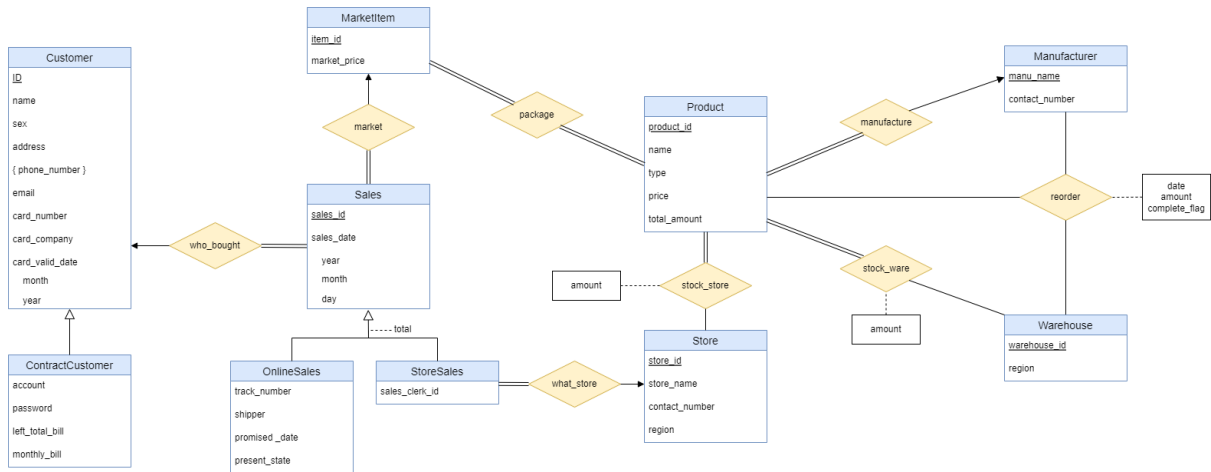 MarketItem
item_id
market_price
Customer
ID
name
sex
address
{ phone_number }
email
card_number
card_company
card_valid_date
month
year
Manufacturer
manu_name
contact_number
Product
product_id
name
type
price
total_amount
package
manufacture
market
Sales
sales_id
sales_date
year
month
day
reorder
date
amount
complete_flag
who_bought
stock_ware
amount
stock_store
amount
total
Warehouse
warehouse_id
region
Store
store_id
store_name
contact_number
region
ContractCustomer
account
password
left_total_bill
monthly_bill
OnlineSales
track_number
shipper
promised _date
present_state
StoreSales
sales_clerk_id
what_store